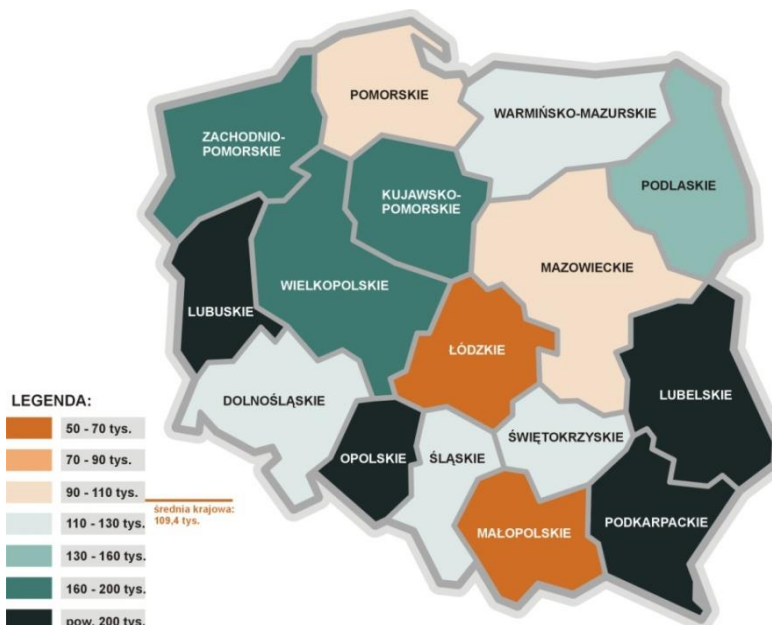 POMORSKIE
WARMIŃSKO-MAZURSKIE
ZACHODNIO-
POMORSKIE
PODLASKIE
KUJAWSKO-
POMORSKIE
MAZOWIECKIE
WIELKOPOLSKIE
LUBUSKIE
ŁÓDZKIE
LUBELSKIE
DOLNOŚLĄSKIE
ŚWIĘTOKRZYSKIE
OPOLSKIE
ŚLĄSKIE
PODKARPACKIE
MAŁOPOLSKIE
LEGENDA:
50 - 70 tys.
70 - 90 tys.
90 - 110 tys.
średnia krajowa:
109,4 tys.
110 - 130 tys.
130 - 160 tys.
160 - 200 tys.
pow. 200 tys.